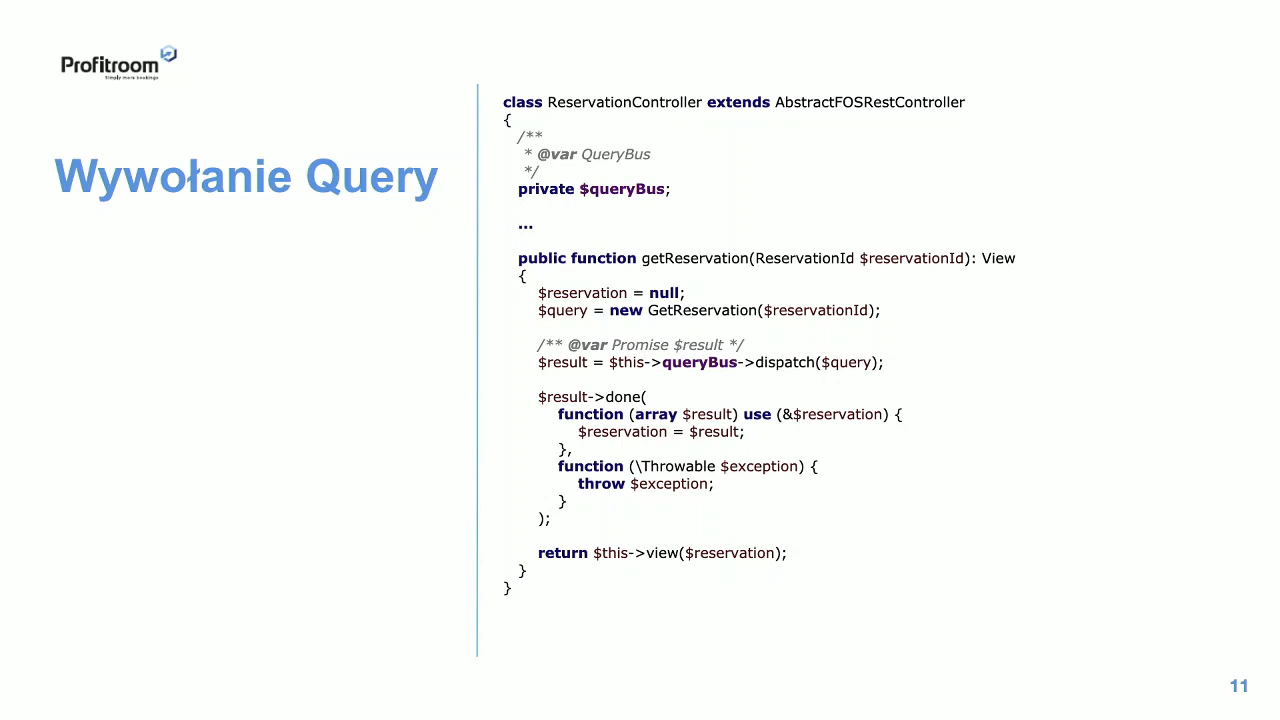 Profitroom
Simply more bookings
Wywołanie Query
class ReservationController extends AbstractFOSRestController
{
/**
* @var QueryBus
*/
private $queryBus;
...
public function getReservation(ReservationId $reservationId): View
{
$reservation = null;
$query = new GetReservation($reservationId);
/** @var Promise $result */
$result = $this->queryBus->dispatch($query);
$result->done(
function (array $result) use (&$reservation) {
$reservation = $result;
},
function (\Throwable $exception) {
throw $exception;
}
);
return $this->view($reservation);
}
}
11